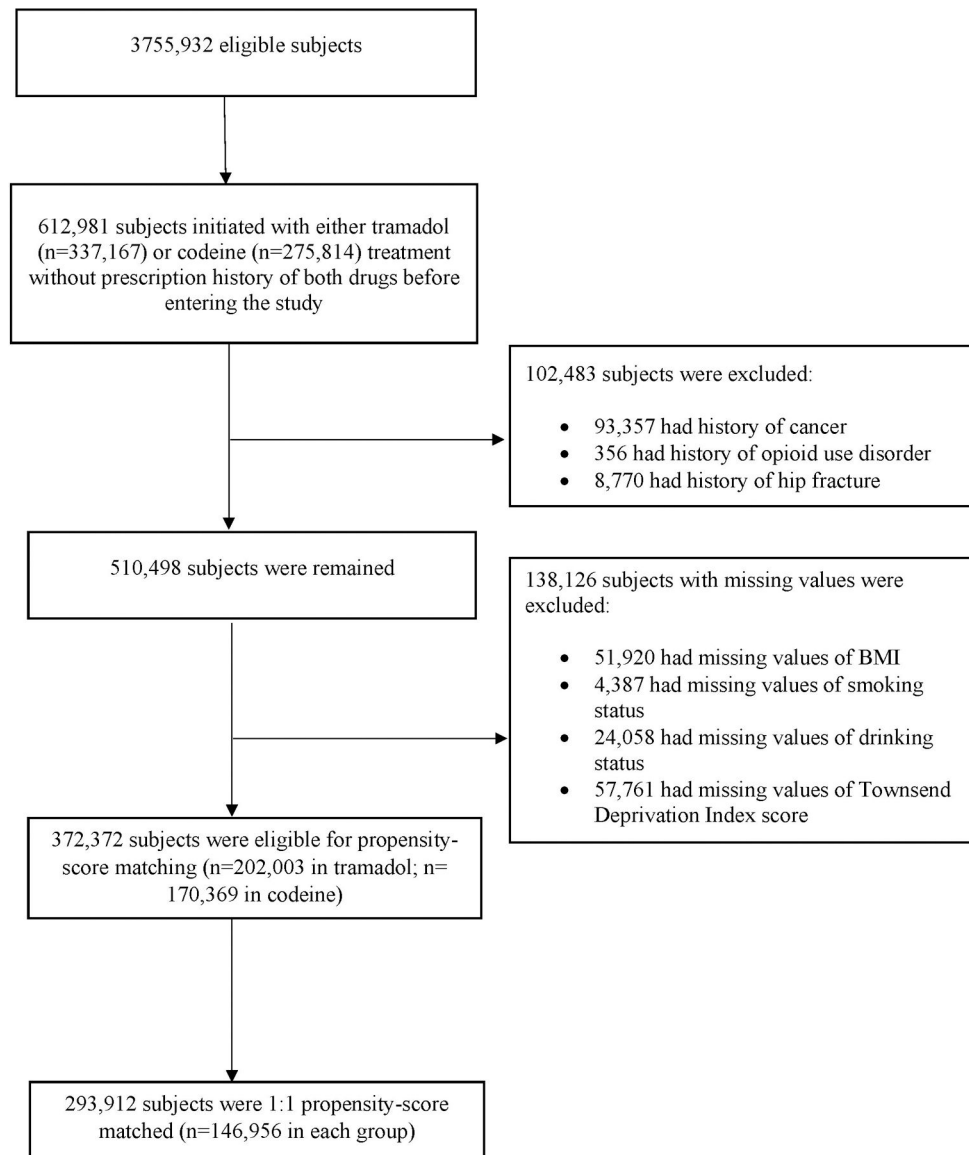 3755,932 eligible subjects
612,981 subjects initiated with either tramadol
(n=337,167) or codeine (n=275,814) treatment
without prescription history of both drugs before
entering the study
102,483 subjects were excluded:
• 93,357 had history of cancer
• 356 had history of opioid use disorder
• 8,770 had history of hip fracture
510,498 subjects were remained
138,126 subjects with missing values were
excluded:
• 51,920 had missing values of BMI
• 4,387 had missing values of smoking
status
• 24,058 had missing values of drinking
status
• 57,761 had missing values of Townsend
Deprivation Index score
372,372 subjects were eligible for propensity-
score matching (n=202,003 in tramadol; n=
170,369 in codeine)
293,912 subjects were 1:1 propensity-score
matched (n=146,956 in each group)